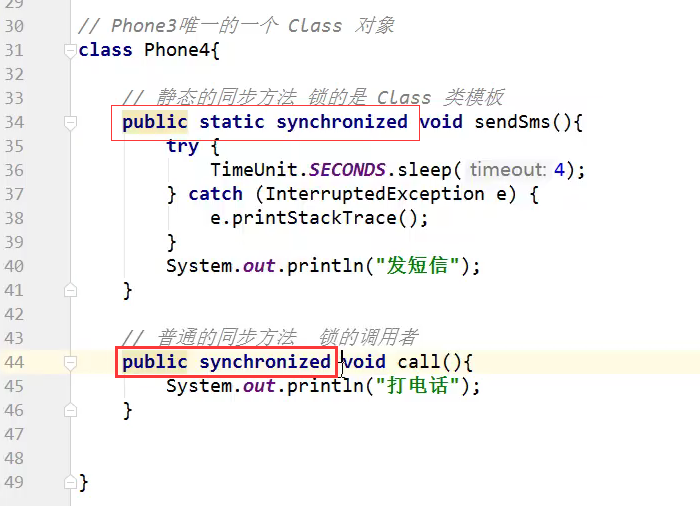 29
30 // Phone3唯一的一个 Class 对象
31 class Phone4{
32
33 // 静态的同步方法 锁的是 Class 类模板
34 public static synchronized void sendSms(){
35 try {
36 TimeUnit.SECONDS.sleep( timeout: 4);
37 } catch (InterruptedException e) {
38 e.printStackTrace();
39 }
40 System.out.println("发短信");
41 }
42
43 // 普通的同步方法  锁的调用者
44 public synchronized void call(){
45 System.out.println("打电话");
46 }
47
48
49 }